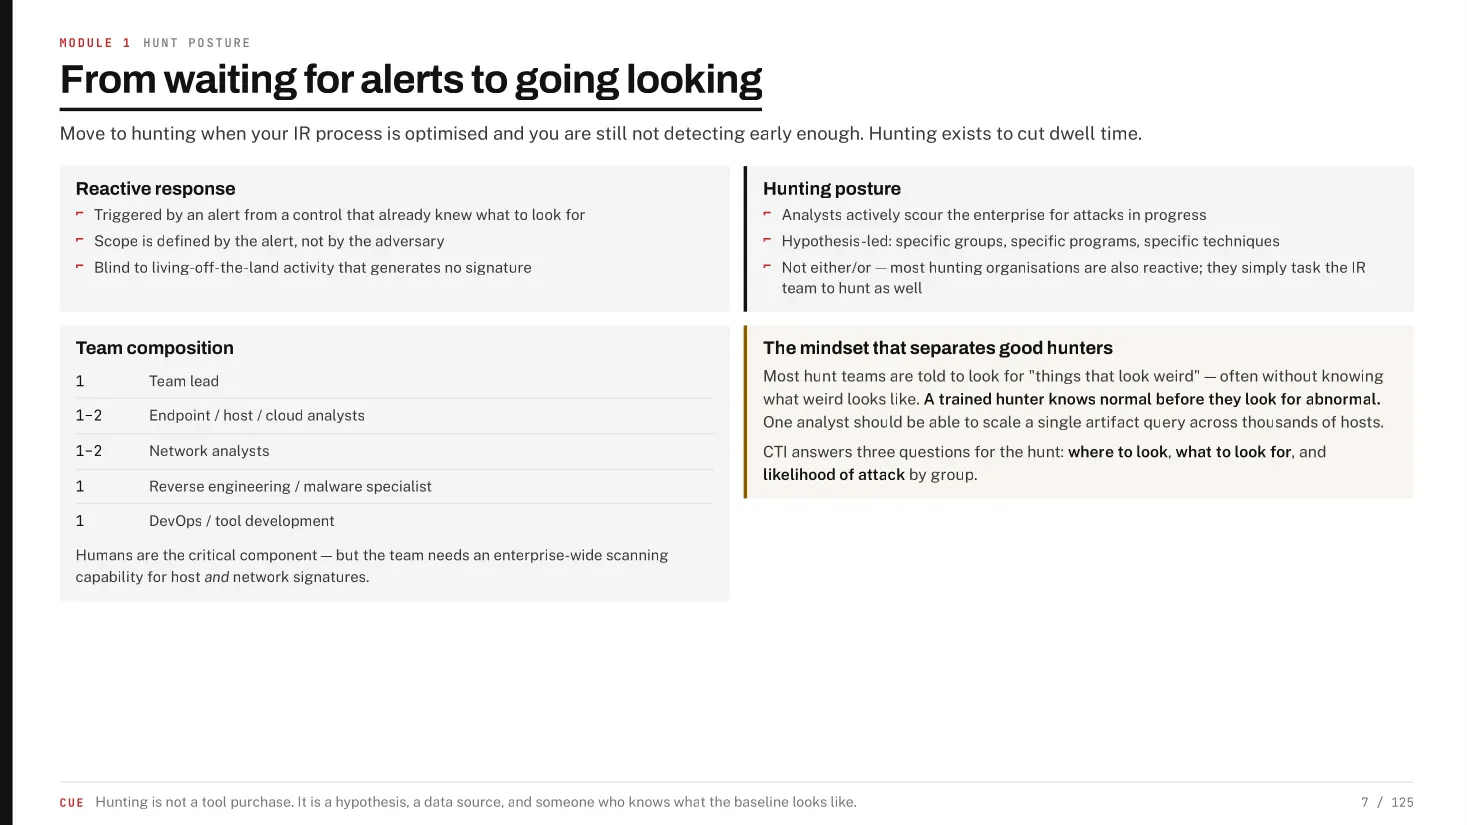 MODULE 1 HUNT POSTURE
From waiting for alerts to going looking
Move to hunting when your IR process is optimised and you are still not detecting early enough. Hunting exists to cut dwell time.
Reactive response
⌐ Triggered by an alert from a control that already knew what to look for
⌐ Scope is defined by the alert, not by the adversary
⌐ Blind to living-off-the-land activity that generates no signature
Hunting posture
⌐ Analysts actively scour the enterprise for attacks in progress
⌐ Hypothesis-led: specific groups, specific programs, specific techniques
⌐ Not either/or — most hunting organisations are also reactive; they simply task the IR
team to hunt as well
Team composition
1 Team lead
1–2 Endpoint / host / cloud analysts
1–2 Network analysts
1 Reverse engineering / malware specialist
1 DevOps / tool development
Humans are the critical component — but the team needs an enterprise-wide scanning
capability for host and network signatures.
The mindset that separates good hunters
Most hunt teams are told to look for "things that look weird" — often without knowing
what weird looks like. A trained hunter knows normal before they look for abnormal.
One analyst should be able to scale a single artifact query across thousands of hosts.
CTI answers three questions for the hunt: where to look, what to look for, and
likelihood of attack by group.
CUE Hunting is not a tool purchase. It is a hypothesis, a data source, and someone who knows what the baseline looks like.
7 / 125